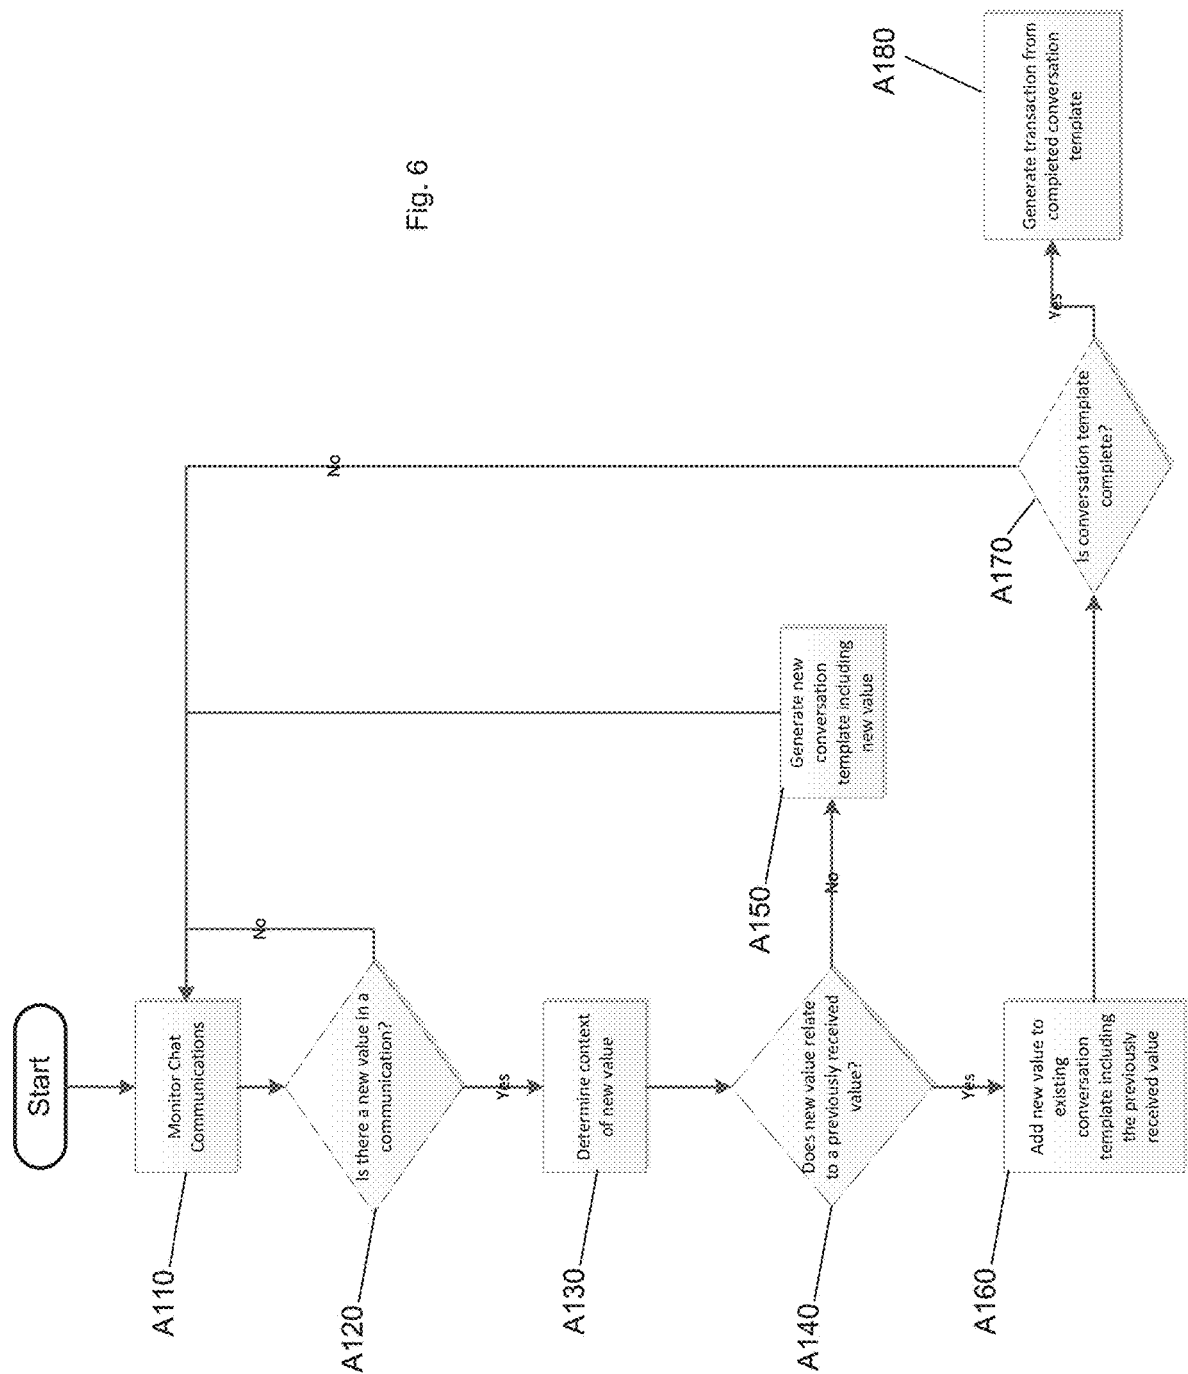 Start
Monitor Chat
Communications
A110
Is there a new value in a
communication?
A120
No
Yes
Determine context
of new value
A130
Does new value relate
to a previously received
value?
A140
No
Generate new
conversation
template including
new value
A150
Yes
Add new value to
existing
conversation
template including
the previously
received value
A160
Is conversation template
complete?
A170
No
Yes
Generate transaction from
completed conversation
template
A180
Fig. 6